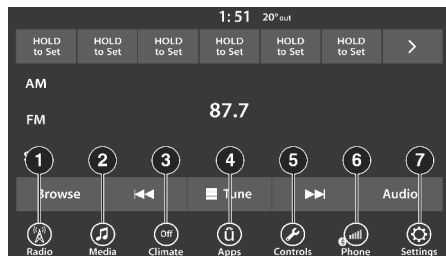 1:51 20° out
HOLD to Set HOLD to Set HOLD to Set HOLD to Set HOLD to Set HOLD to Set >
AM
87.7
FM
1 2 3 4 5 6 7
Browse Tune Audio
Off û
Radio Media Climate Apps Controls Phone Settings